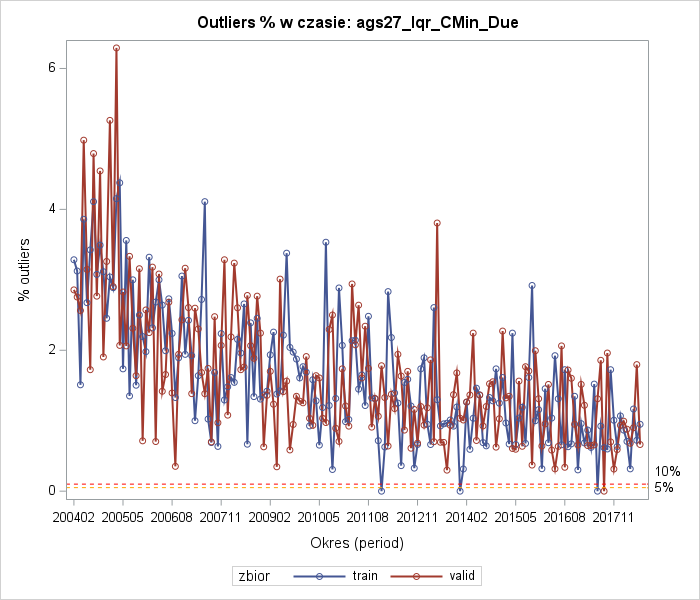 Outliers % w czasie: ags27_Iqr_CMin_Due
% outliers
6
4
2
0
10%
5%
200402 200505 200608 200711 200902 201005 201108 201211 201402 201505 201608 201711
Okres (period)
zbior train valid